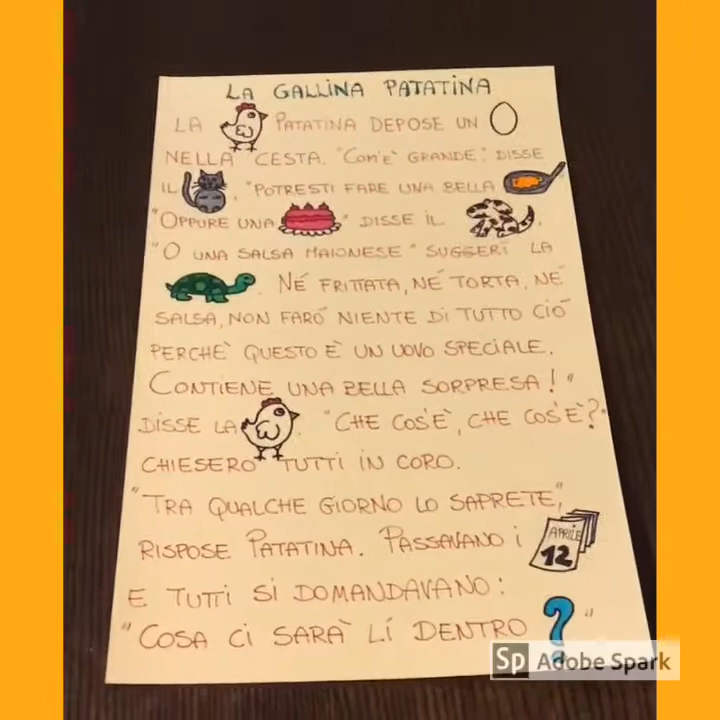 LA GALLINA PATATINA
LA PATATINA DEPOSE UN
NELLA CESTA. "COM'È GRANDE". DISSE
IL . "POTRESTI FARE UNA BELLA "
"OPPURE UNA " DISSE IL .
"O UNA SALSA MAIONESE" SUGGERÌ LA
. NÉ FRITTATA, NÉ TORTA, NÉ
SALSA, NON FARÓ NIENTE DI TUTTO CIÓ
PERCHÈ QUESTO È UN UOVO SPECIALE.
CONTIENE UNA BELLA SORPRESA!"
DISSE LA . "CHE COS'È, CHE COS'È?"
CHIESERO TUTTI IN CORO.
"TRA QUALCHE GIORNO LO SAPRETE",
RISPOSE PATATINA. PASSAVANO I APRILE 12
E TUTTI SI DOMANDAVANO:
"COSA CI SARÀ LÍ DENTRO ?"
Sp Adobe Spark